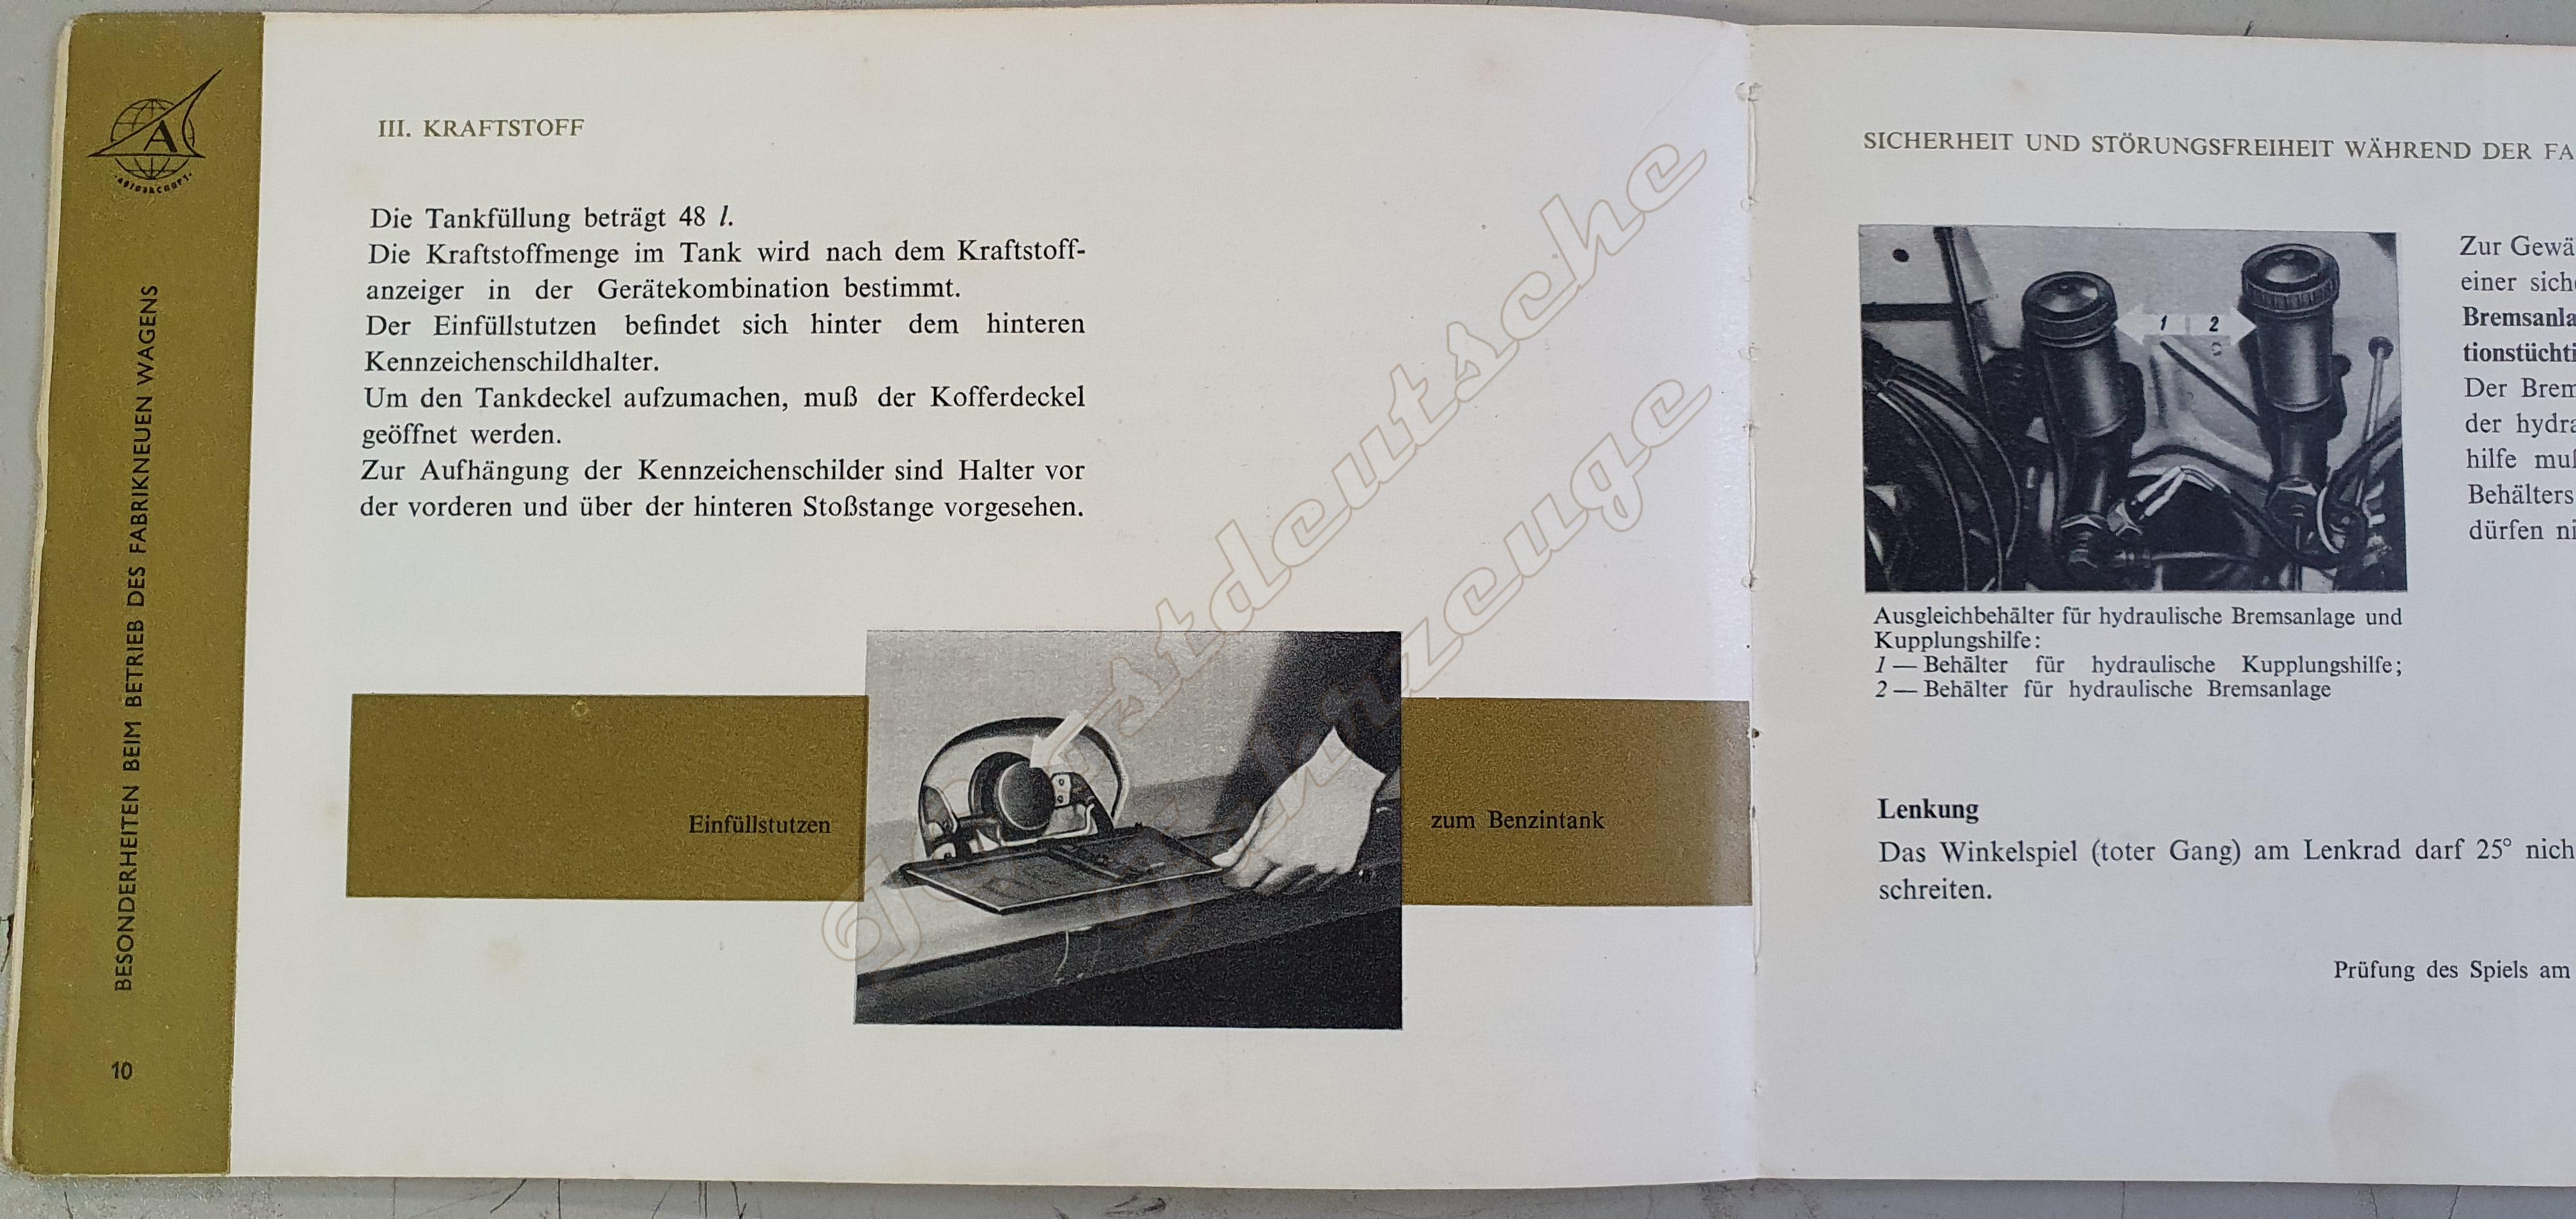 АВТОЭКСПОРТ
BESONDERHEITEN BEIM BETRIEB DES FABRIKNEUEN WAGENS
10
III. KRAFTSTOFF
Die Tankfüllung beträgt 48 l.
Die Kraftstoffmenge im Tank wird nach dem Kraftstoff-
anzeiger in der Gerätekombination bestimmt.
Der Einfüllstutzen befindet sich hinter dem hinteren
Kennzeichenschildhalter.
Um den Tankdeckel aufzumachen, muß der Kofferdeckel
geöffnet werden.
Zur Aufhängung der Kennzeichenschilder sind Halter vor
der vorderen und über der hinteren Stoßstange vorgesehen.
Einfüllstutzen
zum Benzintank
ostdeutsche
fahrzeuge
SICHERHEIT UND STÖRUNGSFREIHEIT WÄHREND DER FA
1 2
Zur Gewä
einer sich
Bremsanla
tionstüchti
Der Brem
der hydra
hilfe muß
Behälters
dürfen ni
Ausgleichbehälter für hydraulische Bremsanlage und
Kupplungshilfe:
1 — Behälter für hydraulische Kupplungshilfe;
2 — Behälter für hydraulische Bremsanlage
Lenkung
Das Winkelspiel (toter Gang) am Lenkrad darf 25° nich
schreiten.
Prüfung des Spiels am